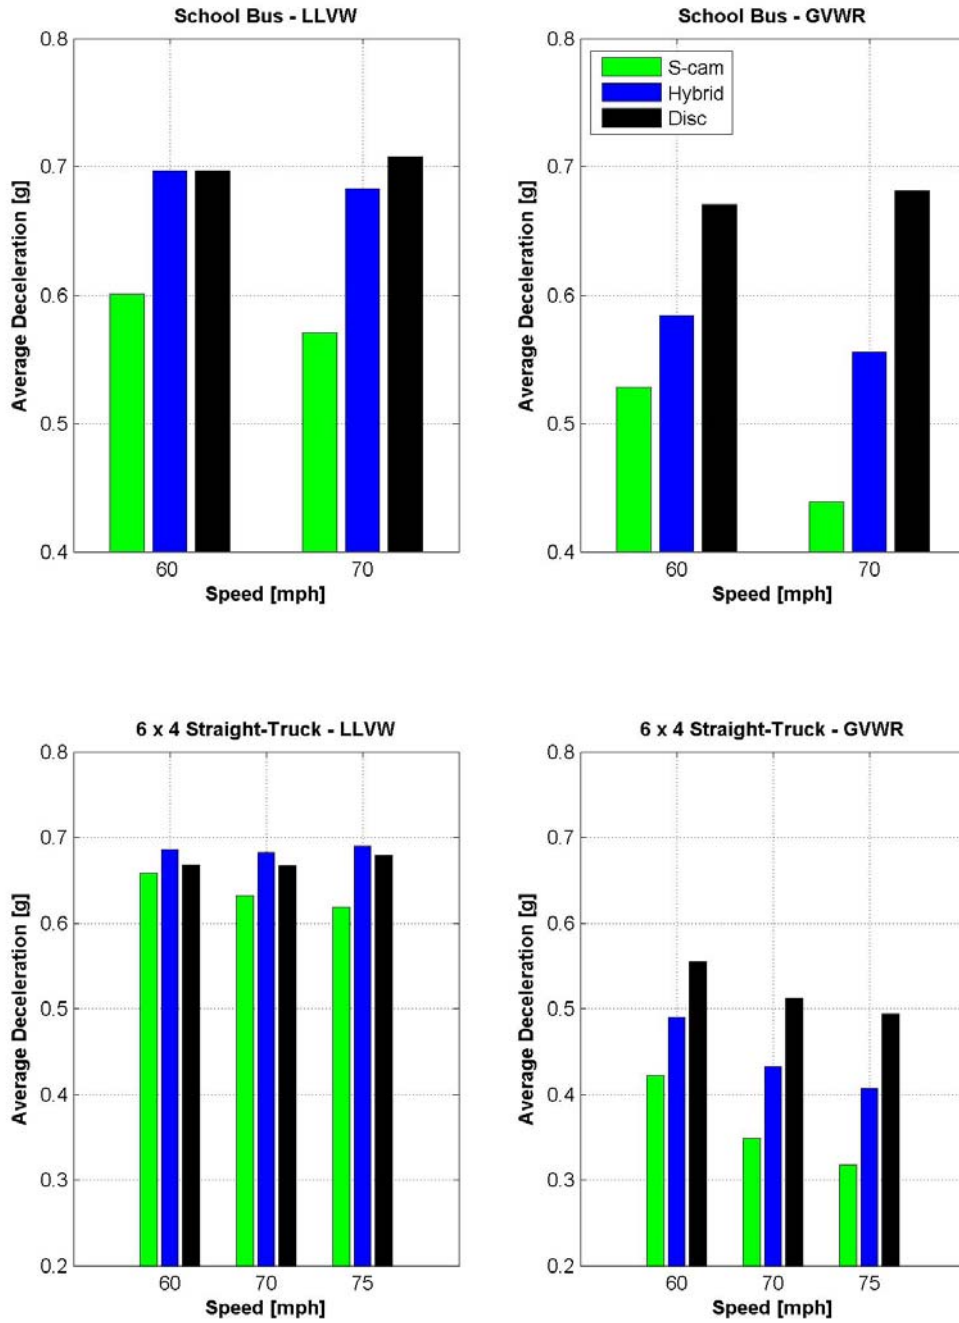 School Bus - LLVW
0.8
0.7
0.6
0.5
0.4
Average Deceleration [g]
60 70
Speed [mph]
School Bus - GVWR
S-cam
Hybrid
Disc
0.8
0.7
0.6
0.5
0.4
Average Deceleration [g]
60 70
Speed [mph]
6 x 4 Straight-Truck - LLVW
0.8
0.7
0.6
0.5
0.4
0.3
0.2
Average Deceleration [g]
60 70 75
Speed [mph]
6 x 4 Straight-Truck - GVWR
0.8
0.7
0.6
0.5
0.4
0.3
0.2
Average Deceleration [g]
60 70 75
Speed [mph]